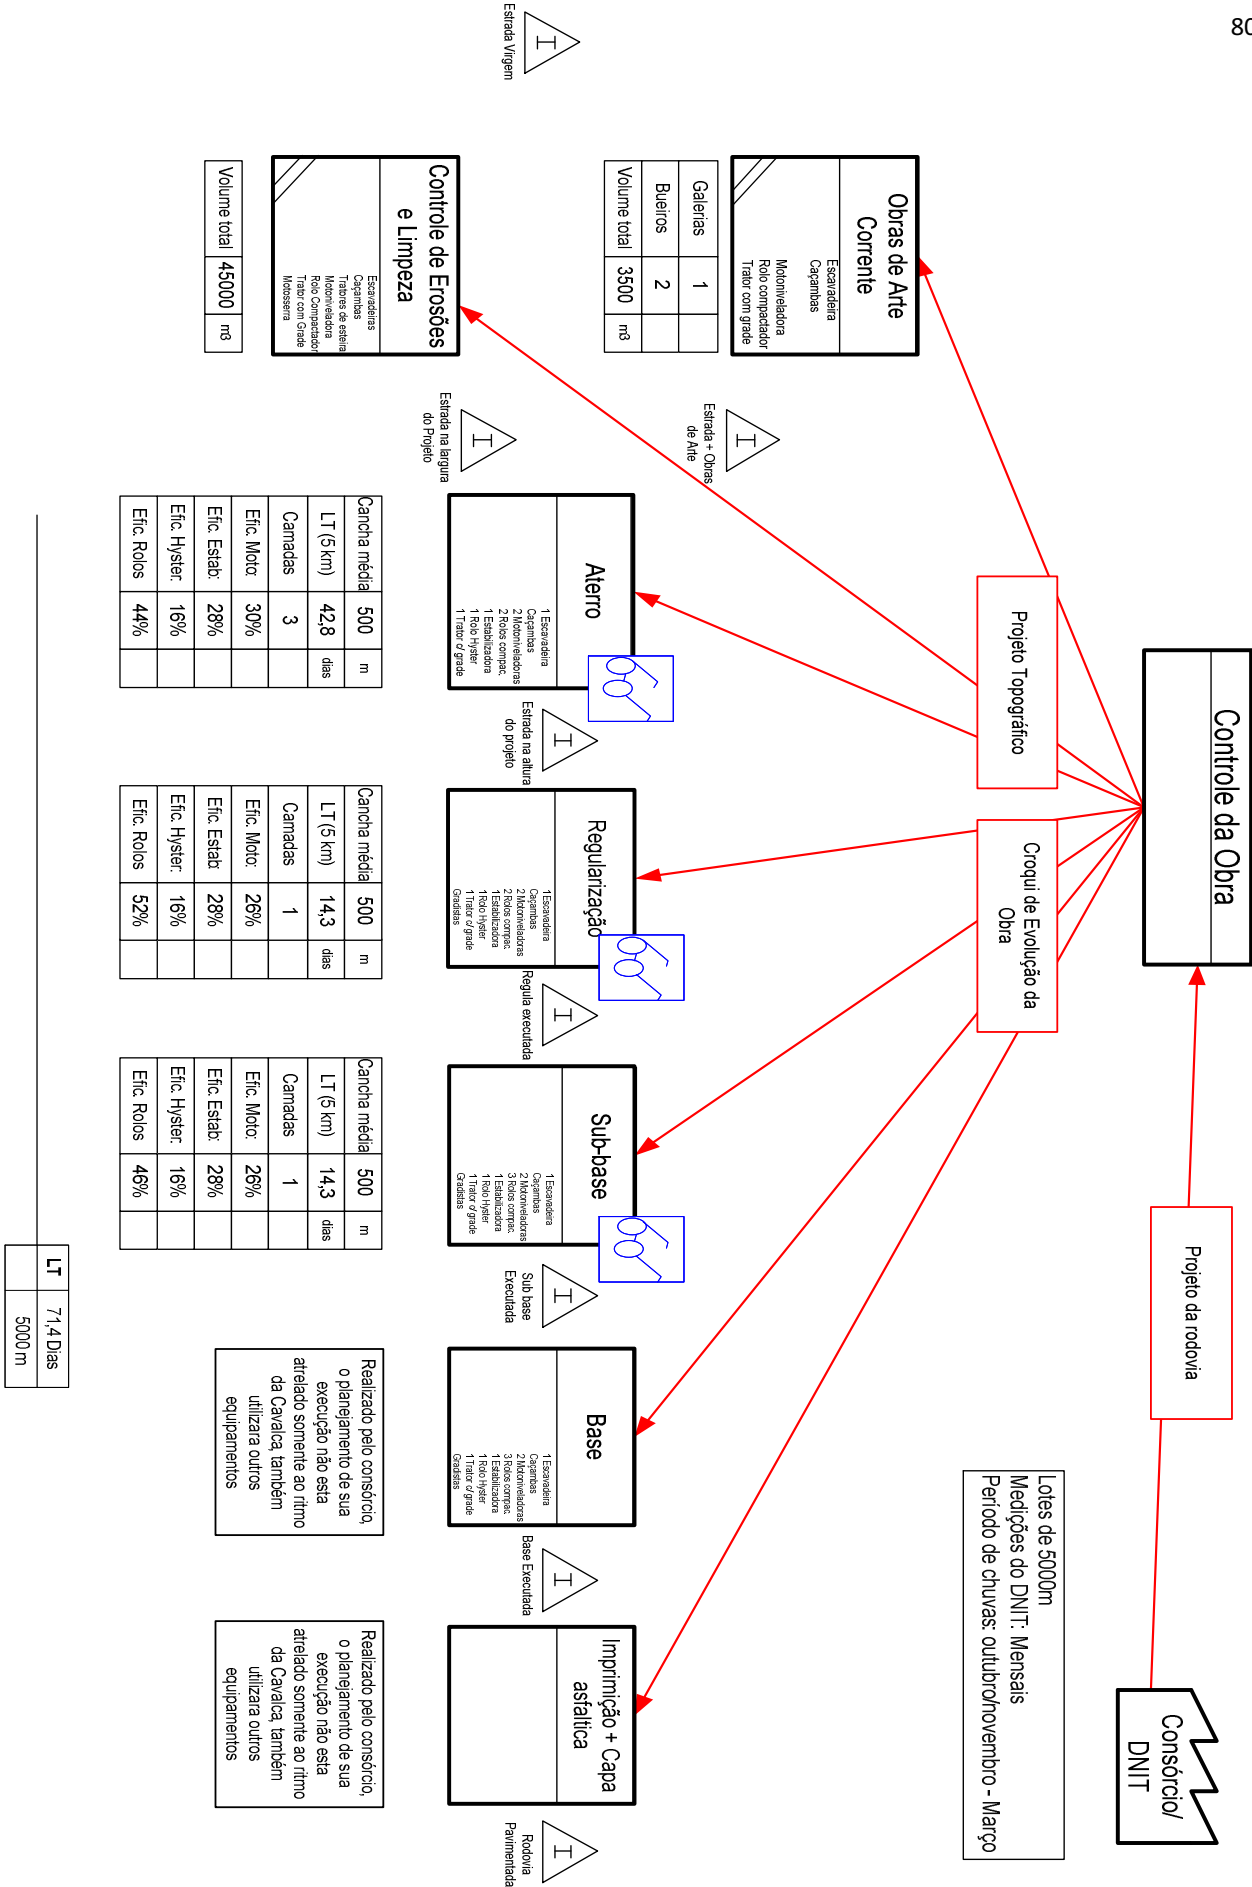 80
Consórcio/
DNIT
Projeto da rodovia
Controle da Obra
Lotes de 5000m
Medições do DNIT: Mensais
Período de chuvas: outubro/novembro - Março
Projeto Topográfico
Croqui de Evolução da
Obra
Obras de Arte
Corrente
Escavadeira
Caçambas
Motoniveladora
Rolo compactador
Trator com grade
Galerias 1
Bueiros 2
Volume total 3500 m3
I
Estrada + Obras
de Arte
I
Estrada Virgem
Controle de Erosões
e Limpeza
Escavadeiras
Caçambas
Tratores de esteira
Motoniveladora
Rolo Compactador
Trator com Grade
Motosserra
Volume total 45000 m3
I
Estrada na largura
do Projeto
Aterro
1 Escavadeira
Caçambas
2 Motoniveladoras
2 Rolos compac.
1 Estabilizadora
1 Rolo Hyster
1 Trator c/ grade
Cancha média 500 m
LT (5 km) 42,8 dias
Camadas 3
Efic. Moto: 30%
Efic. Estab: 28%
Efic. Hyster: 16%
Efic. Rolos 44%
I
Estrada na altura
do projeto
Regularização
1 Escavadeira
Caçambas
2 Motoniveladoras
2 Rolos compac.
1 Estabilizadora
1 Rolo Hyster
1 Trator c/ grade
Gradistas
Cancha média 500 m
LT (5 km) 14,3 dias
Camadas 1
Efic. Moto: 26%
Efic. Estab: 28%
Efic. Hyster: 16%
Efic. Rolos 52%
I
Regula executada
Sub-base
1 Escavadeira
Caçambas
2 Motoniveladoras
3 Rolos compac.
1 Estabilizadora
1 Rolo Hyster
1 Trator c/ grade
Gradistas
Cancha média 500 m
LT (5 km) 14,3 dias
Camadas 1
Efic. Moto: 26%
Efic. Estab: 28%
Efic. Hyster: 16%
Efic. Rolos 46%
I
Sub base
Executada
Base
1 Escavadeira
Caçambas
2 Motoniveladoras
3 Rolos compac.
1 Estabilizadora
1 Rolo Hyster
1 Trator c/ grade
Gradistas
Realizado pelo consórcio,
o planejamento de sua
execução não esta
atrelado somente ao ritmo
da Cavalca, também
utilizara outros
equipamentos
I
Base Executada
Imprimição + Capa
asfaltica
Realizado pelo consórcio,
o planejamento de sua
execução não esta
atrelado somente ao ritmo
da Cavalca, também
utilizara outros
equipamentos
I
Rodovia
Pavimentada
LT 71,4 Dias
5000 m